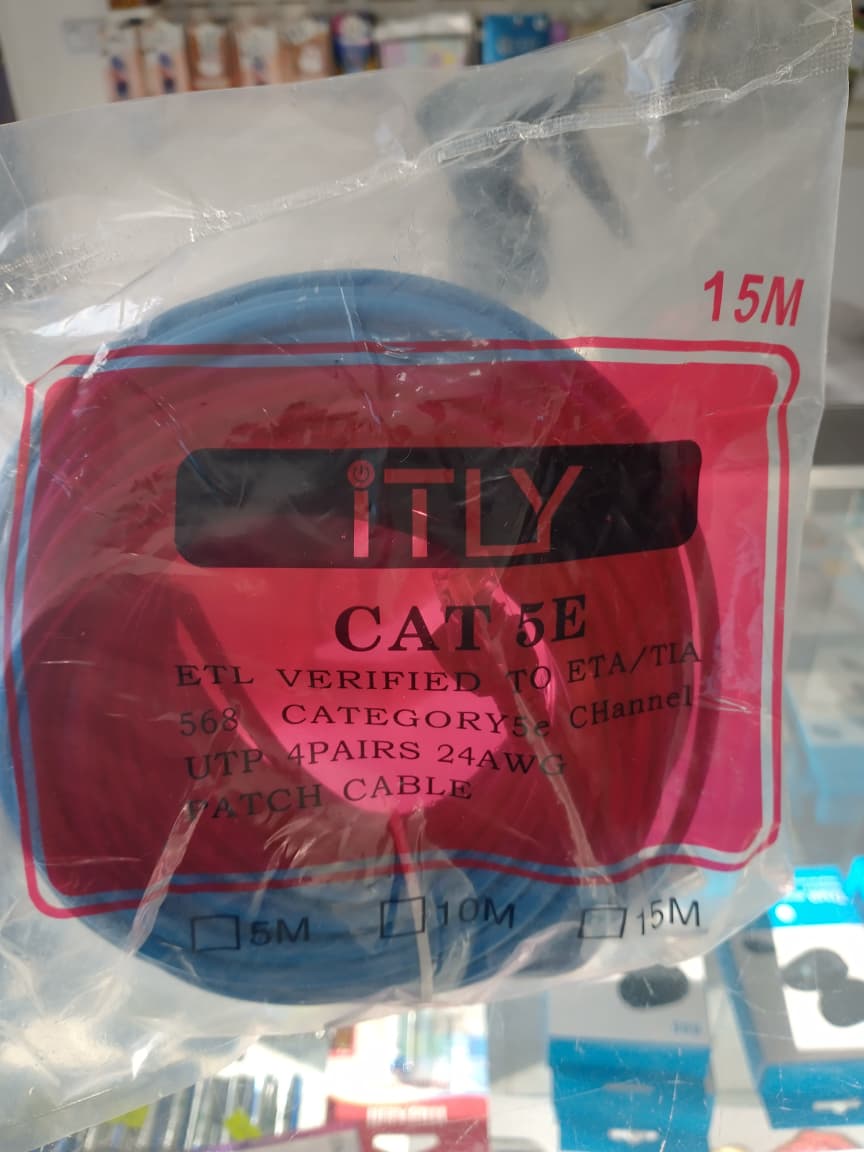 15M
iTLY
CAT 5E
ETL VERIFIED TO ETA/TIA
568 CATEGORY5e CHannel
UTP 4PAIRS 24AWG
PATCH CABLE
5M 10M 15M